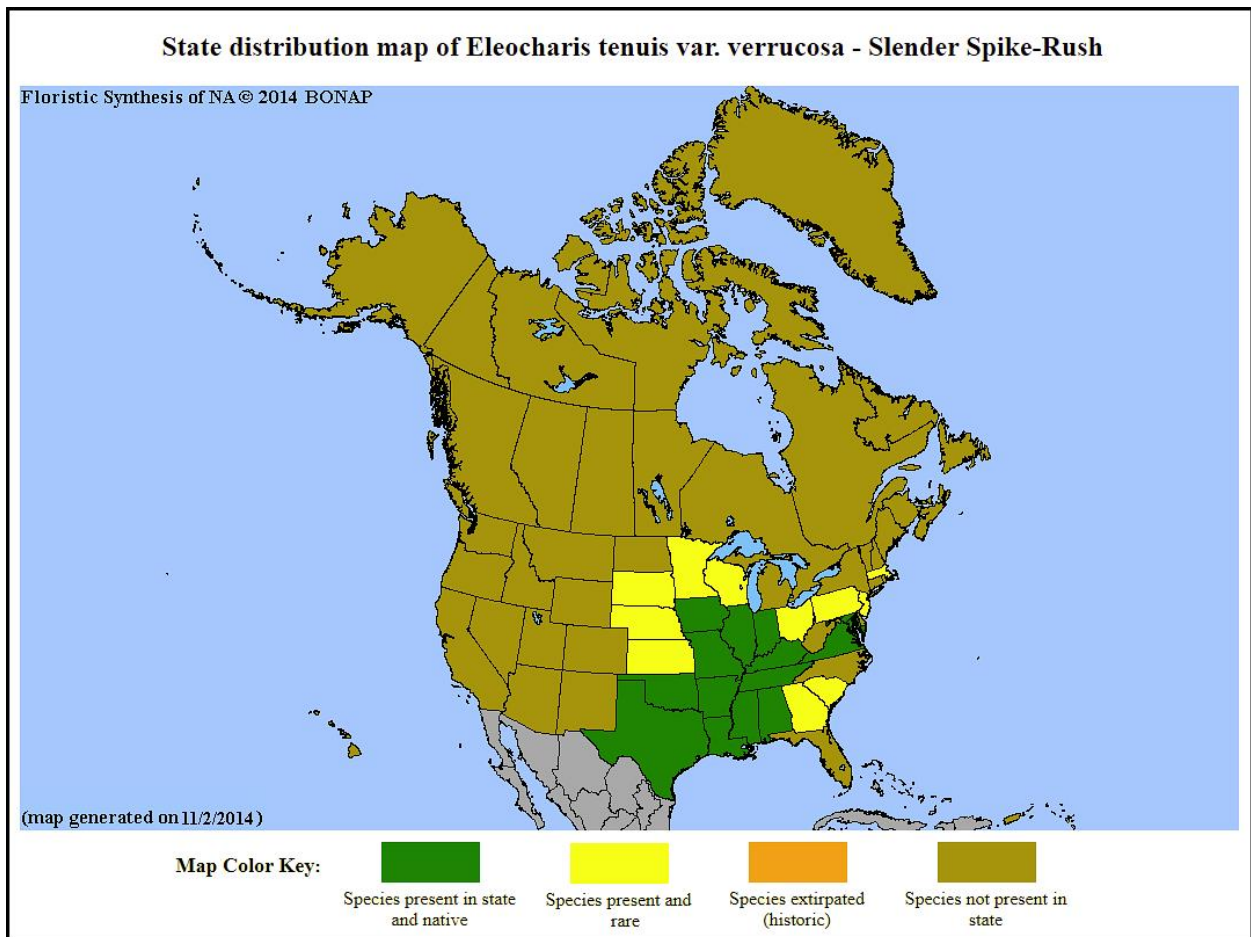 State distribution map of Eleocharis tenuis var. verrucosa - Slender Spike-Rush
Floristic Synthesis of NA © 2014 BONAP
(map generated on 11/2/2014)
Map Color Key:
Species present in state
and native
Species present and
rare
Species extirpated
(historic)
Species not present in
state